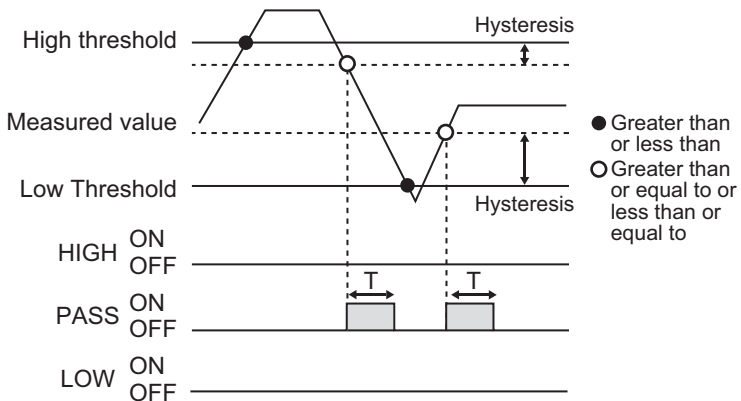 Hysteresis
High threshold
Measured value
Low Threshold
Hysteresis
● Greater than
or less than
○ Greater than
or equal to or
less than or
equal to
HIGH ON
OFF
T T
PASS ON
OFF
LOW ON
OFF